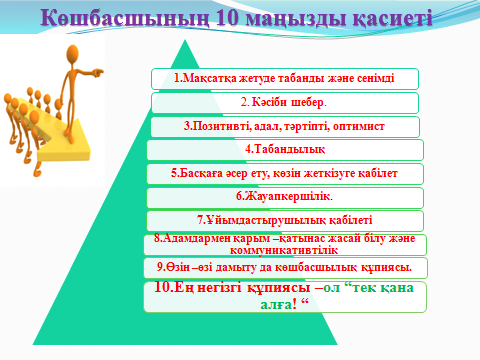 Көшбасшының 10 маңызды қасиеті
1.Мақсатқа жетуде табанды және сенімді
2. Кәсіби шебер.
3.Позитивті, адал, тәртіпті, оптимист
4.Табандылық
5.Басқаға әсер ету, көзін жеткізуге қабілет
6.Жауапкершілік.
7.Ұйымдастырушылық қабілеті
8.Адамдармен қарым –қатынас жасай білу және
коммуникативтілік
9.Өзін –өзі дамыту да көшбасшылық құпиясы.
10.Ең негізгі құпиясы –ол “тек қана
алға! “